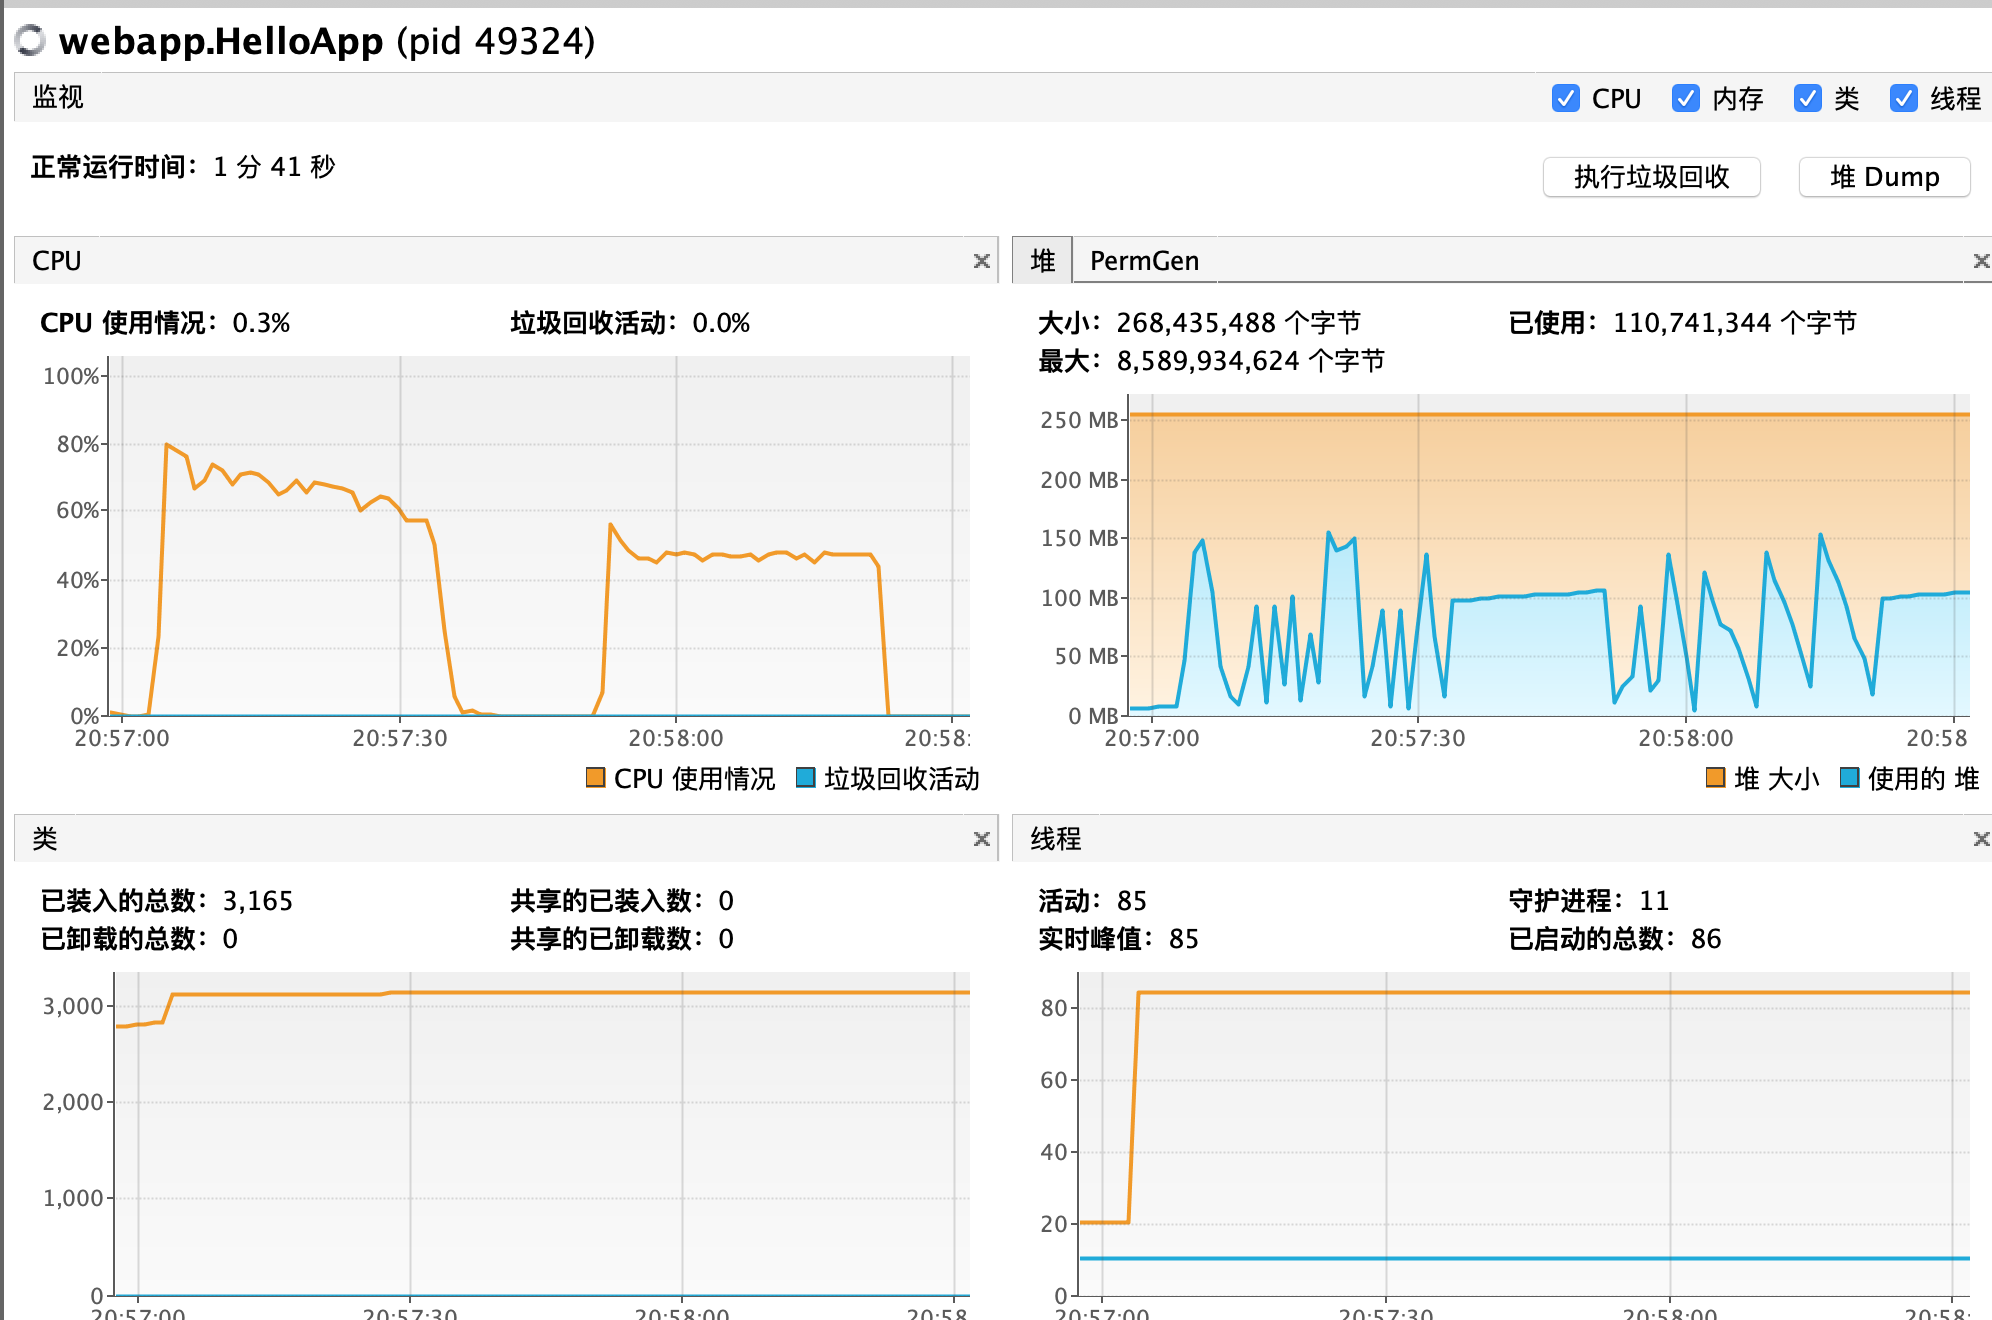 webapp.HelloApp (pid 49324)
监视
CPU 内存 类 线程
正常运行时间: 1 分 41 秒
执行垃圾回收 堆 Dump
CPU
CPU 使用情况: 0.3% 垃圾回收活动: 0.0%
100%
80%
60%
40%
20%
0%
20:57:00 20:57:30 20:58:00 20:58:
CPU 使用情况 垃圾回收活动
堆 PermGen
大小: 268,435,488 个字节 已使用: 110,741,344 个字节
最大: 8,589,934,624 个字节
250 MB
200 MB
150 MB
100 MB
50 MB
0 MB
20:57:00 20:57:30 20:58:00 20:58
堆 大小 使用的 堆
类
已装入的总数: 3,165 共享的已装入数: 0
已卸载的总数: 0 共享的已卸载数: 0
3,000
2,000
1,000
0
20:57:00 20:57:30 20:58:00 20:58
线程
活动: 85 守护进程: 11
实时峰值: 85 已启动的总数: 86
80
60
40
20
0
20:57:00 20:57:30 20:58:00 20:58: